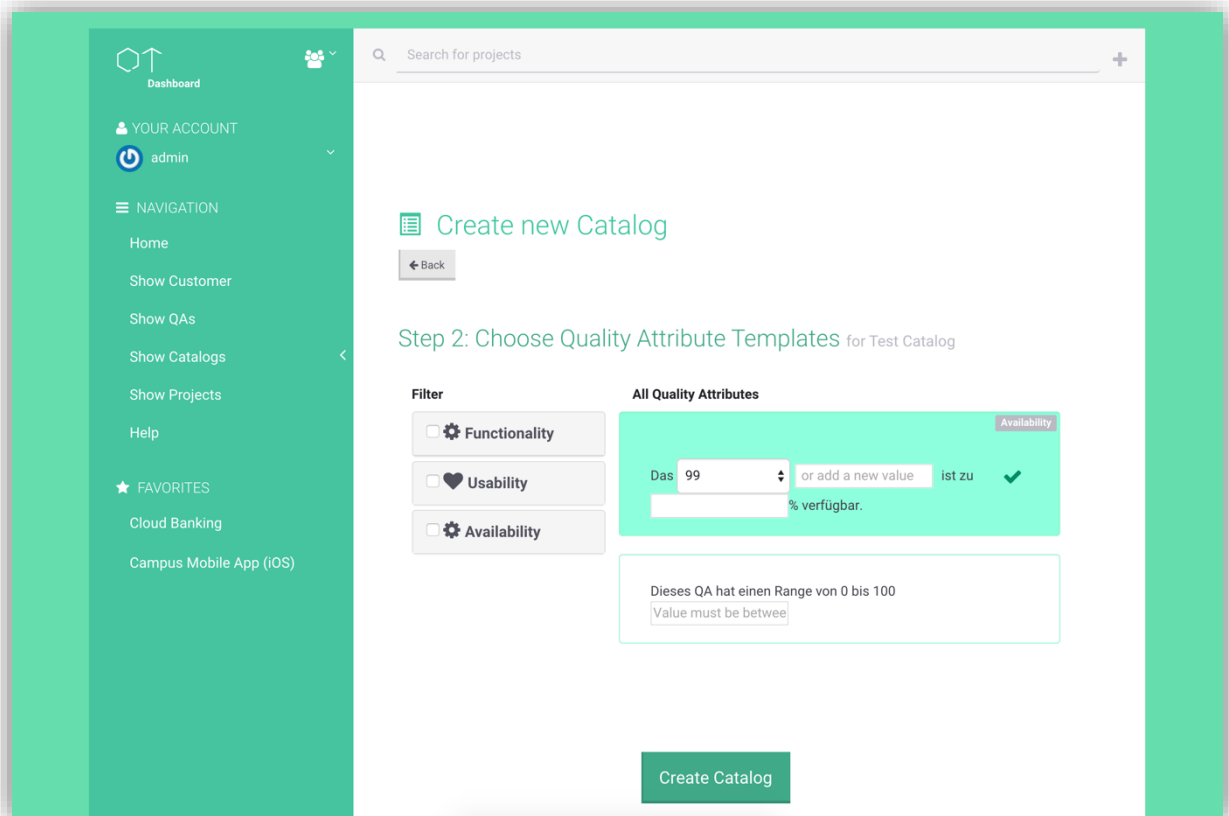 Dashboard
Search for projects
YOUR ACCOUNT
admin
NAVIGATION
Home
Show Customer
Show QAs
Show Catalogs
Show Projects
Help
FAVORITES
Cloud Banking
Campus Mobile App (iOS)
Create new Catalog
Back
Step 2: Choose Quality Attribute Templates for Test Catalog
Filter
Functionality
Usability
Availability
All Quality Attributes
Availability
Das 99 or add a new value ist zu
% verfügbar.
Dieses QA hat einen Range von 0 bis 100
Value must be betwee
Create Catalog